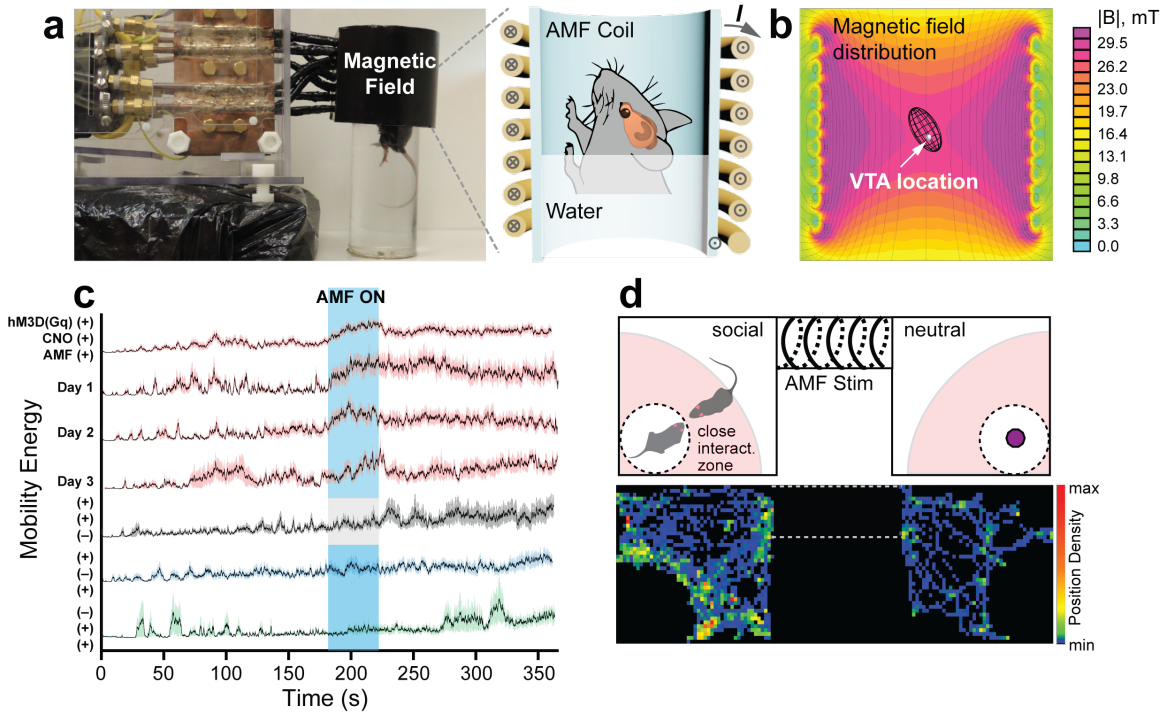 a
Magnetic
Field
AMF Coil
I
Water
b
Magnetic field
distribution
VTA location
|B|, mT
29.5
26.2
23.0
19.7
16.4
13.1
9.8
6.6
3.3
0.0
c
AMF ON
hM3D(Gq) (+)
CNO (+)
AMF (+)
Day 1
Day 2
Day 3
(+)
(+)
(–)
(+)
(–)
(+)
(–)
(+)
(+)
Mobility Energy
0
50
100
150
200
250
300
350
Time (s)
d
social
neutral
AMF Stim
close
interact.
zone
max
Position Density
min